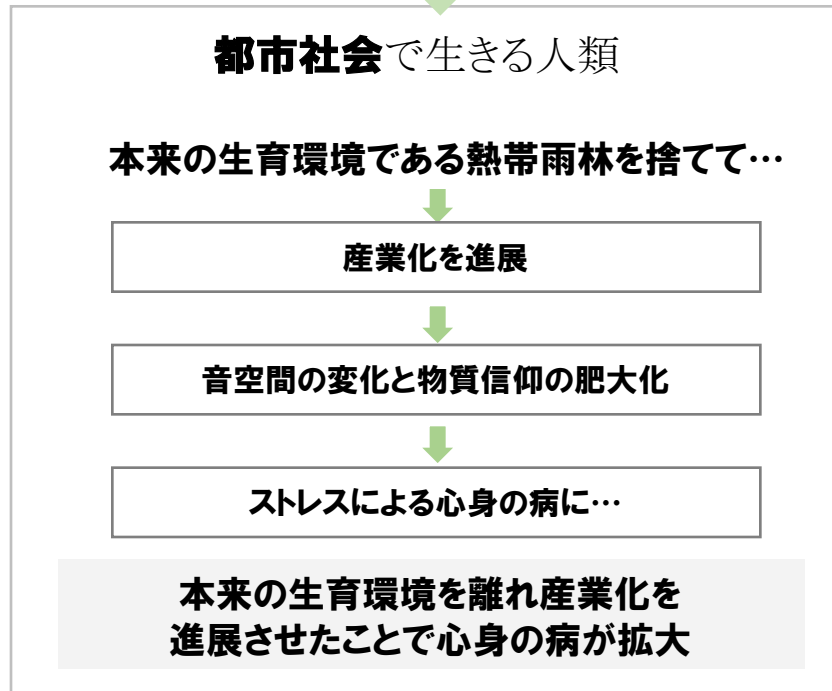 都市社会で生きる人類
本来の生育環境である熱帯雨林を捨てて…
産業化を進展
音空間の変化と物質信仰の肥大化
ストレスによる心身の病に…
本来の生育環境を離れ産業化を
進展させたことで心身の病が拡大